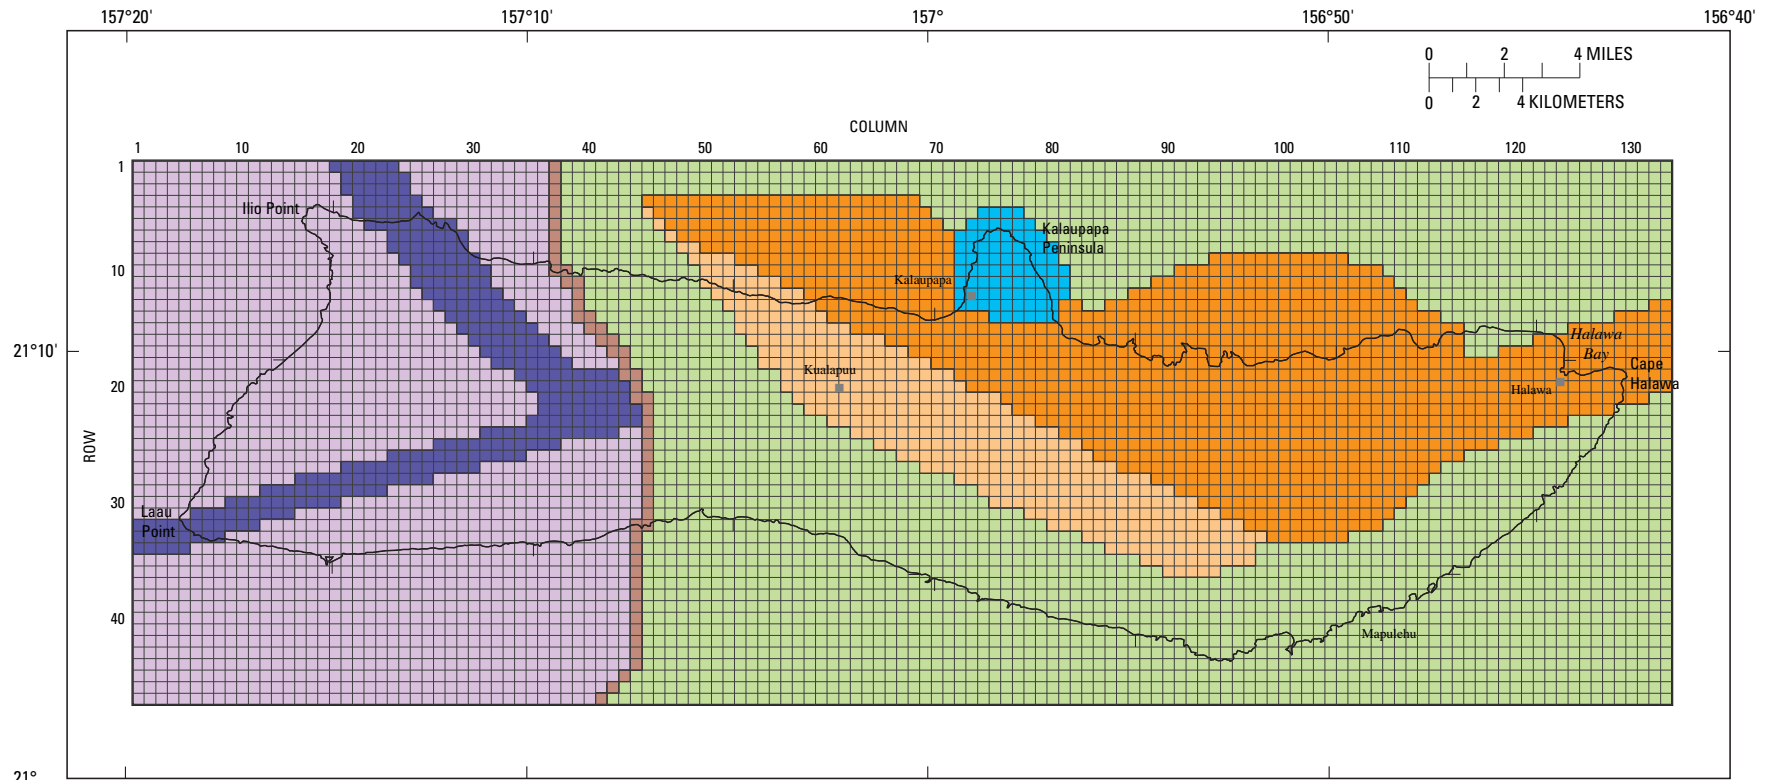 157°20' 157°10' 157° 156°50' 156°40'
0 2 4 MILES
0 2 4 KILOMETERS
COLUMN
1 10 20 30 40 50 60 70 80 90 100 110 120 130
ROW
1
10
20
30
40
21°10'
21°
Ilio Point
Kalaupapa
Peninsula
Kalaupapa
Halawa
Bay
Cape
Halawa
Kualapuu
Halawa
Laau
Point
Mapulehu